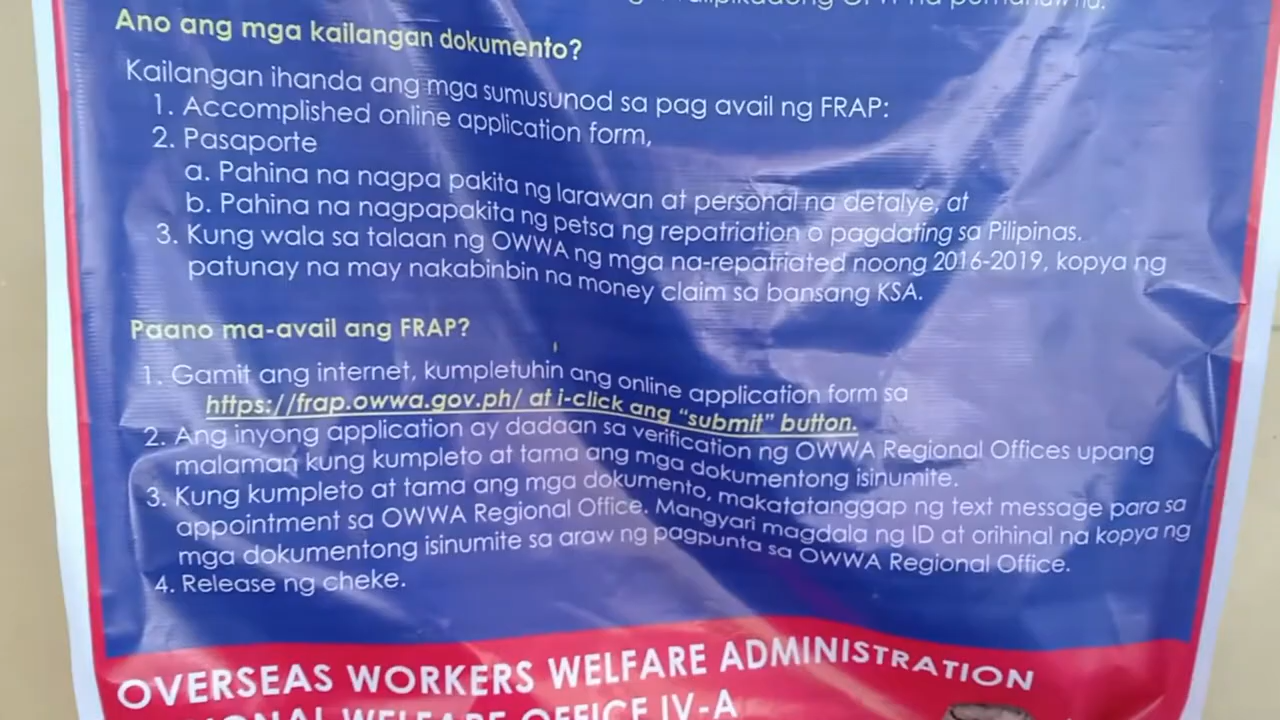 Ano ang mga kailangan dokumento?
Kailangan ihanda ang mga sumusunod sa pag avail ng FRAP:
1. Accomplished online application form,
2. Pasaporte
a. Pahina na nagpa pakita ng larawan at personal na detalye, at
b. Pahina na nagpapakita ng petsa ng repatriation o pagdating sa Pilipinas.
3. Kung wala sa talaan ng OWWA ng mga na-repatriated noong 2016-2019, kopya ng
patunay na may nakabinbin na money claim sa bansang KSA.
Paano ma-avail ang FRAP?
1. Gamit ang internet, kumpletuhin ang online application form sa
https://frap.owwa.gov.ph/ at i-click ang "submit" button.
2. Ang inyong application ay dadaan sa verification ng OWWA Regional Offices upang
malaman kung kumpleto at tama ang mga dokumentong isinumite.
3. Kung kumpleto at tama ang mga dokumento, makatatanggap ng text message para sa
appointment sa OWWA Regional Office. Mangyari magdala ng ID at orihinal na kopya ng
mga dokumentong isinumite sa araw ng pagpunta sa OWWA Regional Office.
4. Release ng cheke.
OVERSEAS WORKERS WELFARE ADMINISTRATION
WELFARE OFFICE IV-A